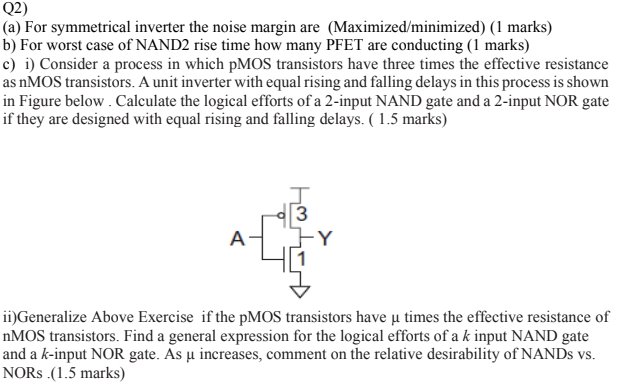 Q2)
(a) For symmetrical inverter the noise margin are (Maximized/minimized) (1 marks)
b) For worst case of NAND2 rise time how many PFET are conducting (1 marks)
c) i) Consider a process in which pMOS transistors have three times the effective resistance
as nMOS transistors. A unit inverter with equal rising and falling delays in this process is shown
in Figure below . Calculate the logical efforts of a 2-input NAND gate and a 2-input NOR gate
if they are designed with equal rising and falling delays. ( 1.5 marks)
3
A
Y
1
ii)Generalize Above Exercise if the pMOS transistors have μ times the effective resistance of
nMOS transistors. Find a general expression for the logical efforts of a k input NAND gate
and a k-input NOR gate. As μ increases, comment on the relative desirability of NANDs vs.
NORs .(1.5 marks)